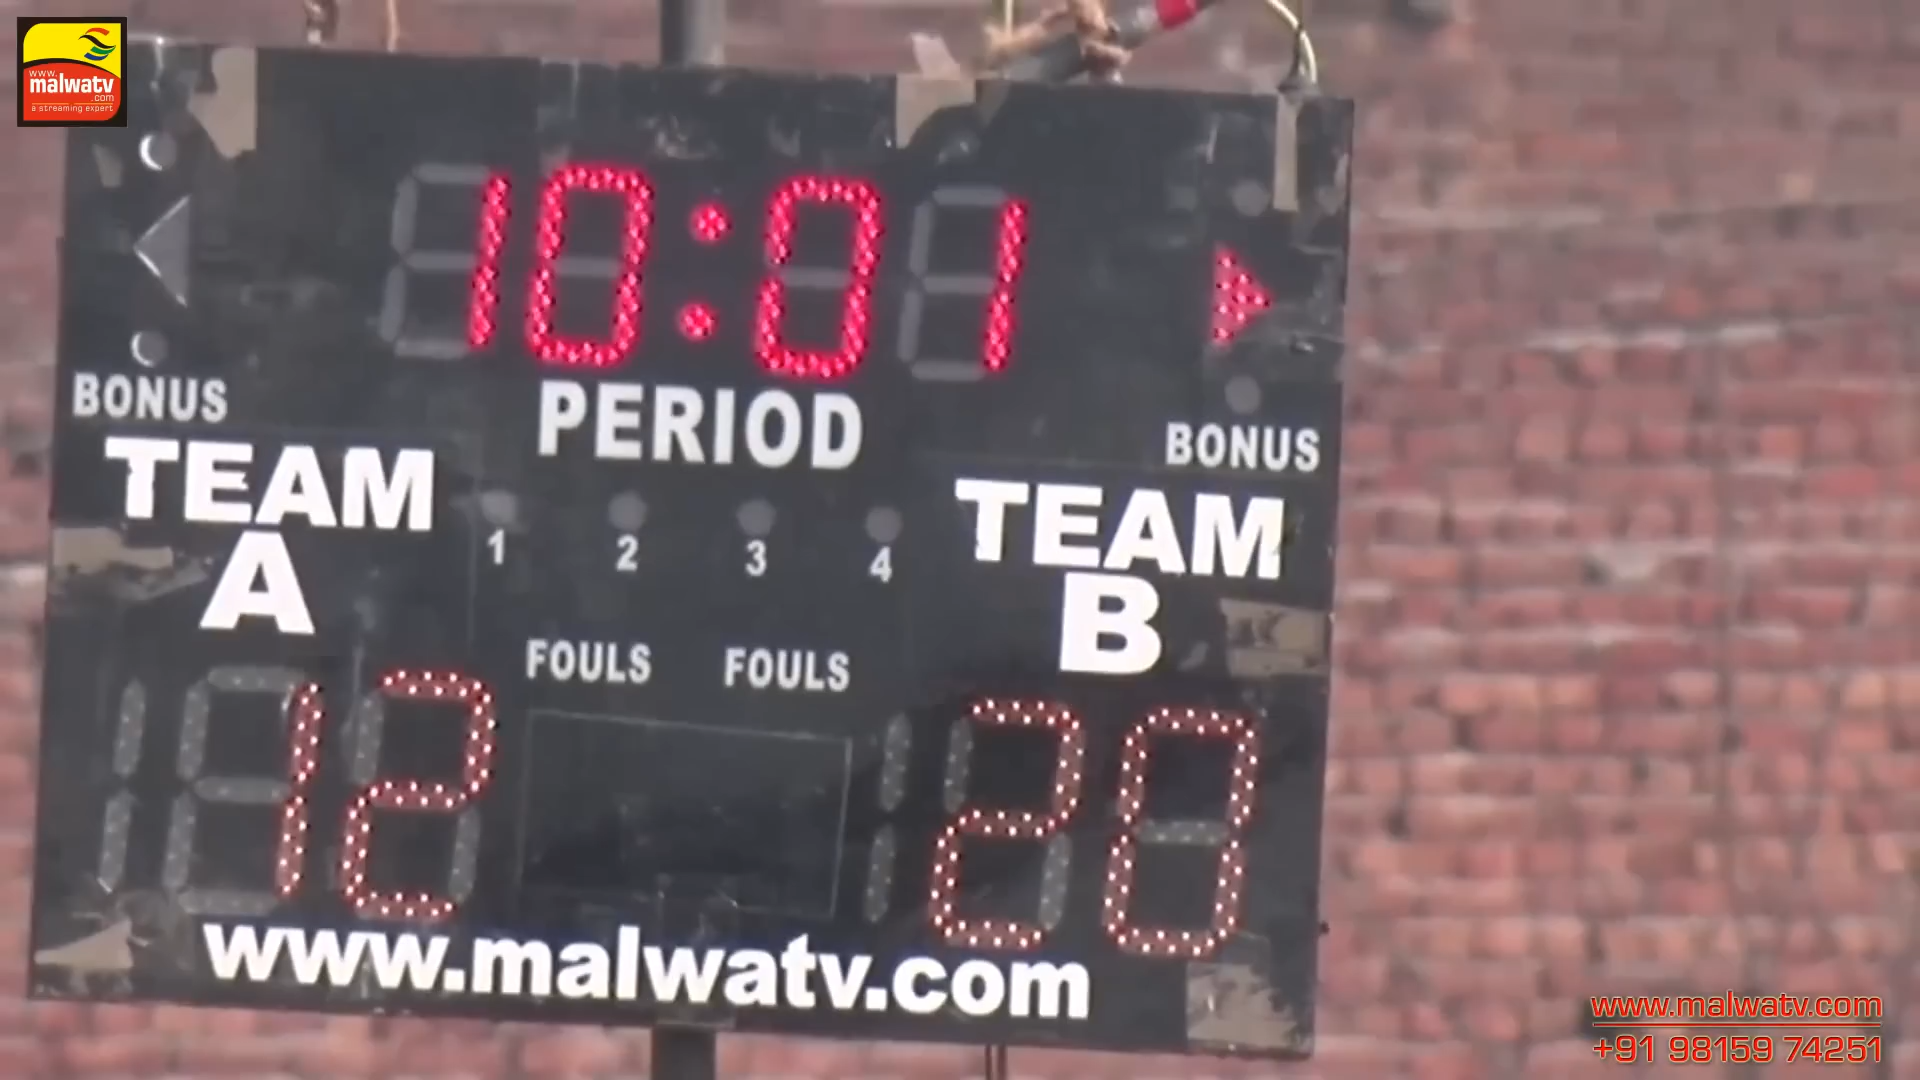 www.
malwatv
.com
a streaming expert
10:01
BONUS
PERIOD
BONUS
TEAM
A
1 2 3 4
TEAM
B
FOULS FOULS
12
20
www.malwatv.com
www.malwatv.com
+91 98159 74251